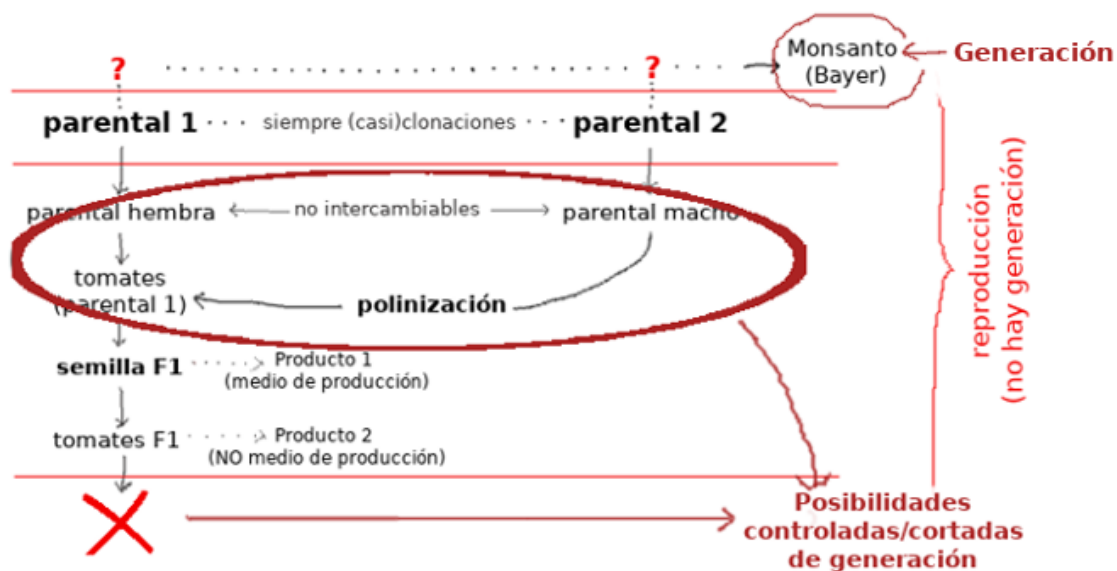 Monsanto
(Bayer)
Generación
?
?
parental 1
siempre (casi)clonaciones
parental 2
parental hembra
no intercambiables
parental macho
tomates
(parental 1)
polinización
semilla F1
Producto 1
(medio de producción)
tomates F1
Producto 2
(NO medio de producción)
reproducción
(no hay generación)
Posibilidades
controladas/cortadas
de generación